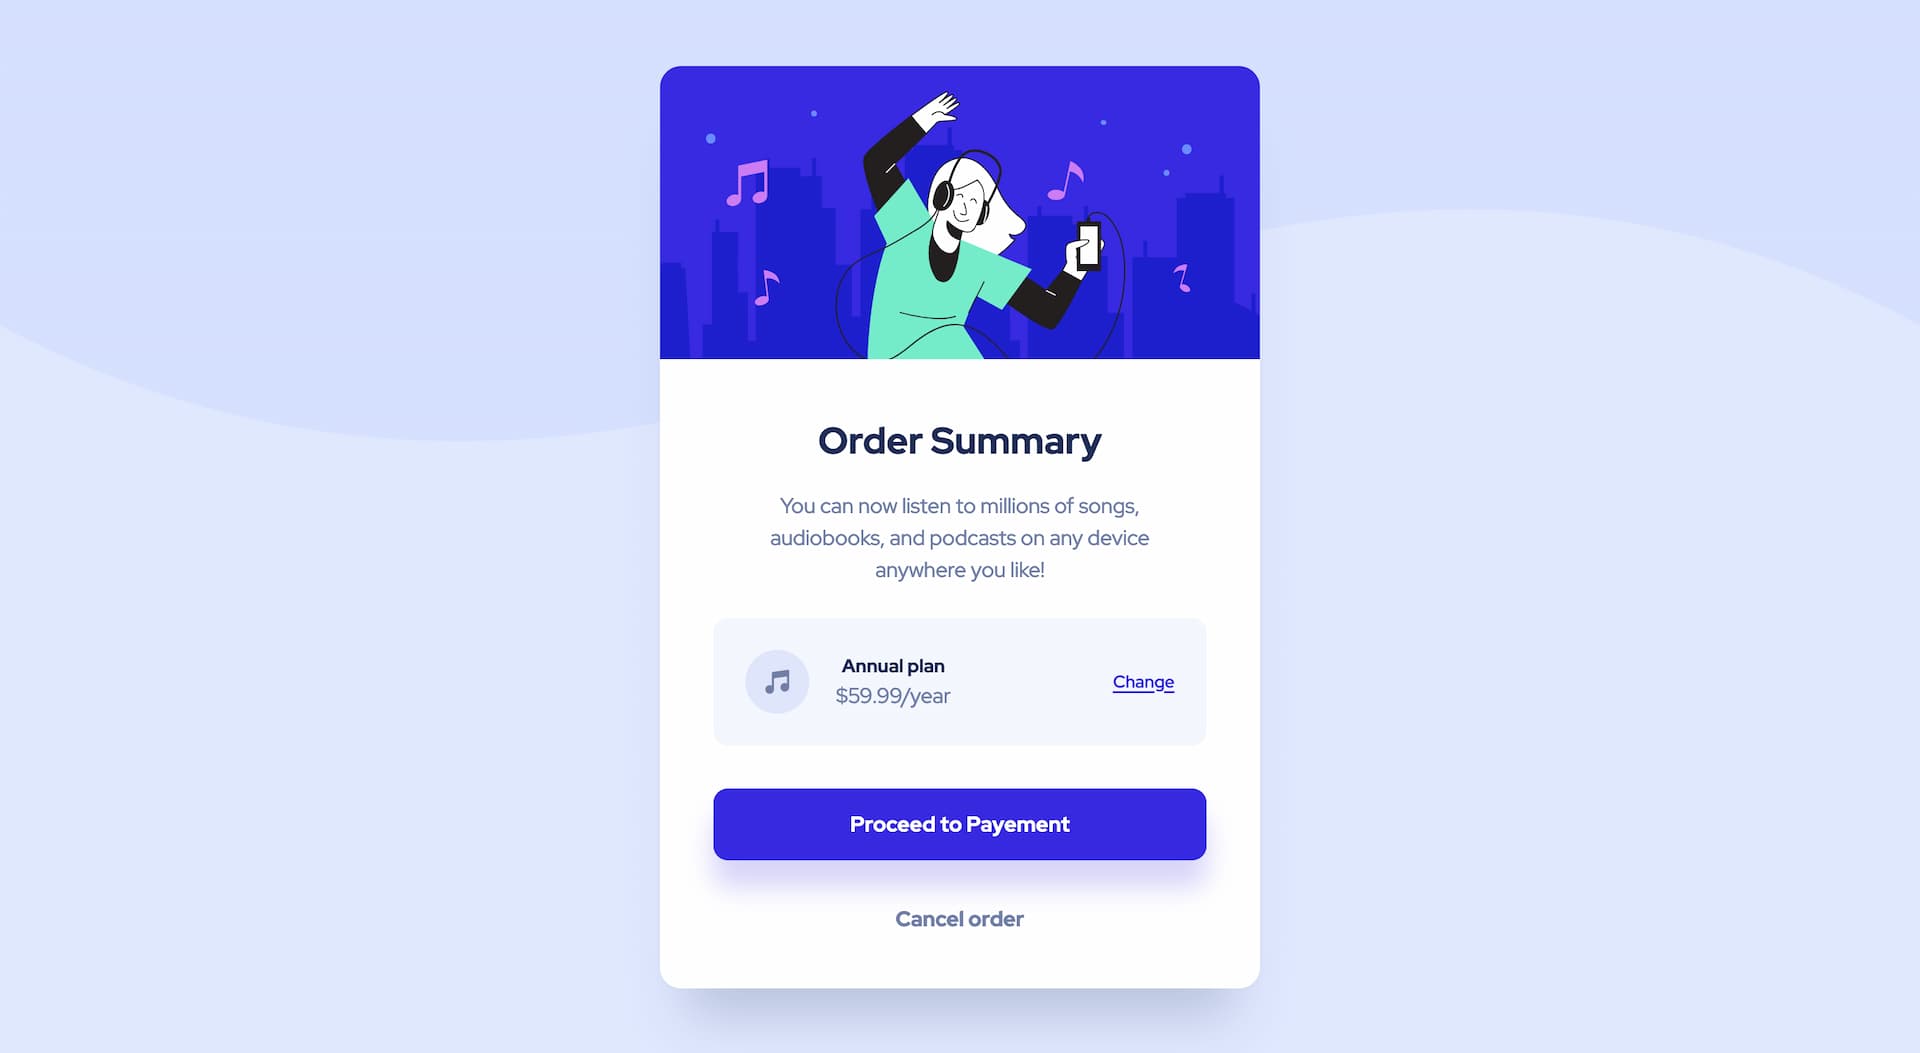 Order Summary
You can now listen to millions of songs,
audiobooks, and podcasts on any device
anywhere you like!
Annual plan
$59.99/year
Change
Proceed to Payement
Cancel order